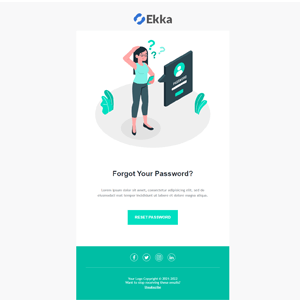 Ekka
PASSWORD
Forgot Your Password?
Lorem ipsum dolor sit amet, consectetur adipiscing elit, sed do
eiusmod tempor incididunt ut labore et dolore magna aliqua.
RESET PASSWORD
Your Logo Copyright © 2021-2022
Want to stop receiving these emails?
Unsubscribe